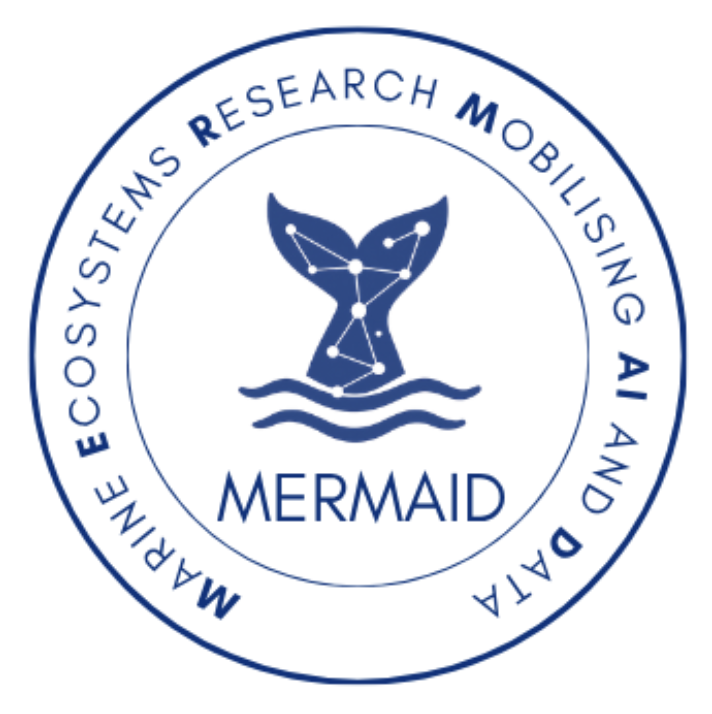 MARINE ECOSYSTEMS RESEARCH MOBILISING AI AND DATA
MERMAID